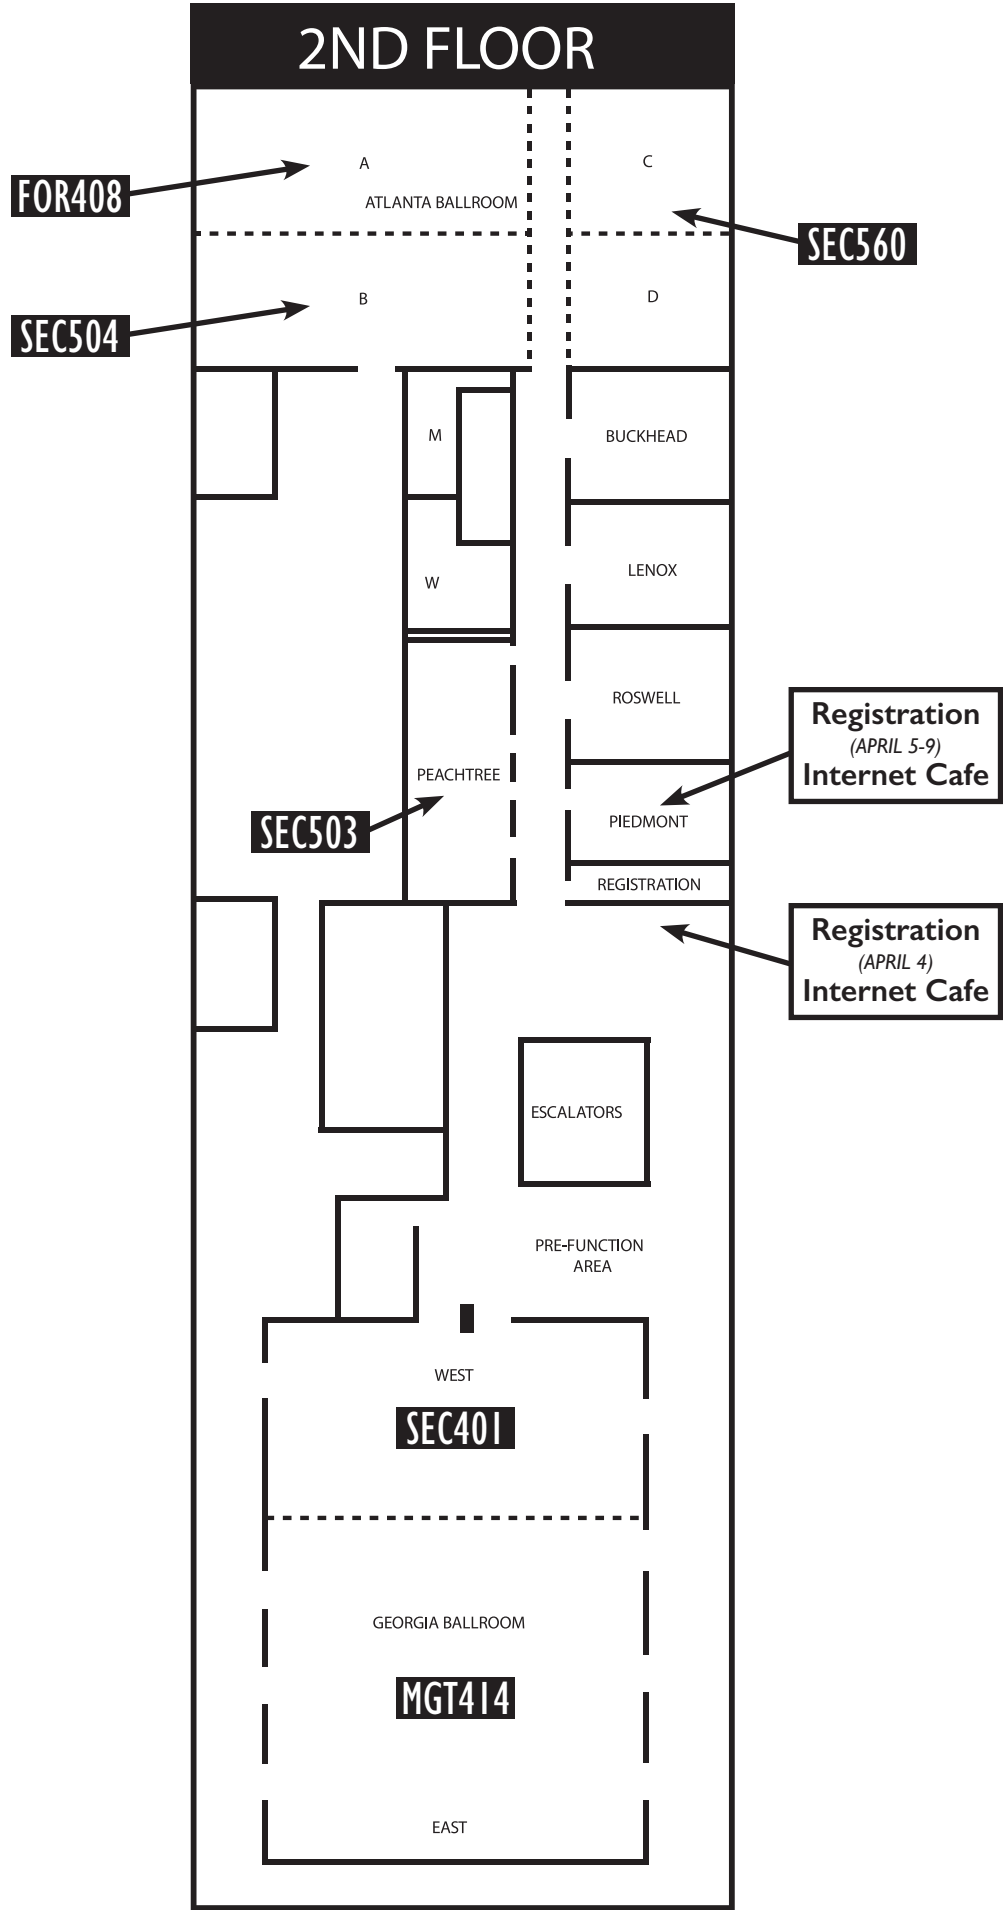 2ND FLOOR
A
C
FOR408
ATLANTA BALLROOM
SEC560
B
D
SEC504
M
BUCKHEAD
W
LENOX
ROSWELL
Registration
(APRIL 5-9)
Internet Cafe
PEACHTREE
SEC503
PIEDMONT
REGISTRATION
Registration
(APRIL 4)
Internet Cafe
ESCALATORS
PRE-FUNCTION
AREA
WEST
SEC401
GEORGIA BALLROOM
MGT414
EAST